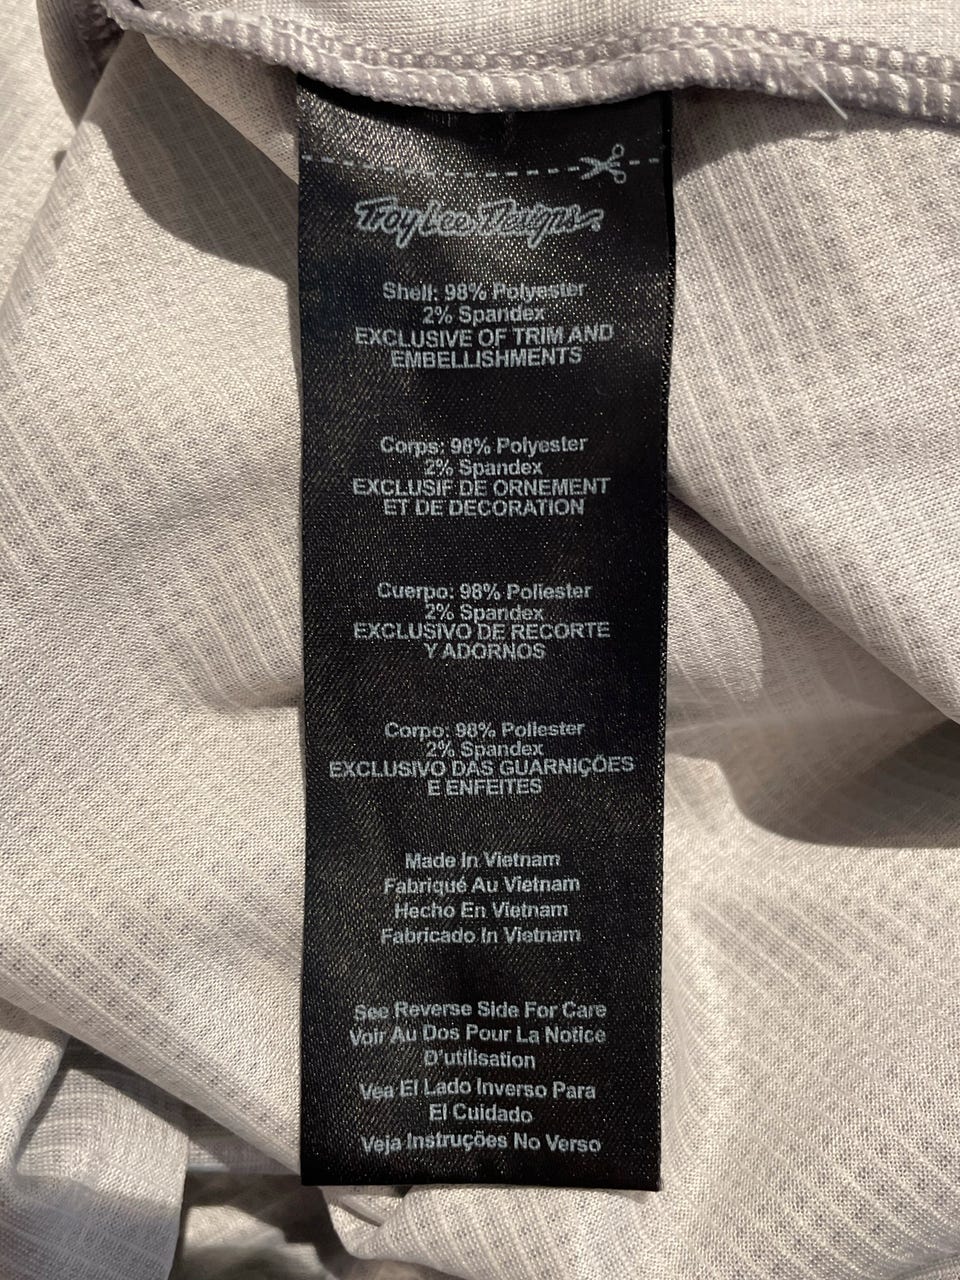 Troy Lee Designs.
Shell: 98% Polyester
2% Spandex
EXCLUSIVE OF TRIM AND
EMBELLISHMENTS
Corps: 98% Polyester
2% Spandex
EXCLUSIF DE ORNEMENT
ET DE DECORATION
Cuerpo: 98% Poliester
2% Spandex
EXCLUSIVO DE RECORTE
Y ADORNOS
Corpo: 98% Poliester
2% Spandex
EXCLUSIVO DAS GUARNIÇÕES
E ENFEITES
Made In Vietnam
Fabriqué Au Vietnam
Hecho En Vietnam
Fabricado In Vietnam
See Reverse Side For Care
Voir Au Dos Pour La Notice
D'utilisation
Vea El Lado Inverso Para
El Cuidado
Veja Instruções No Verso